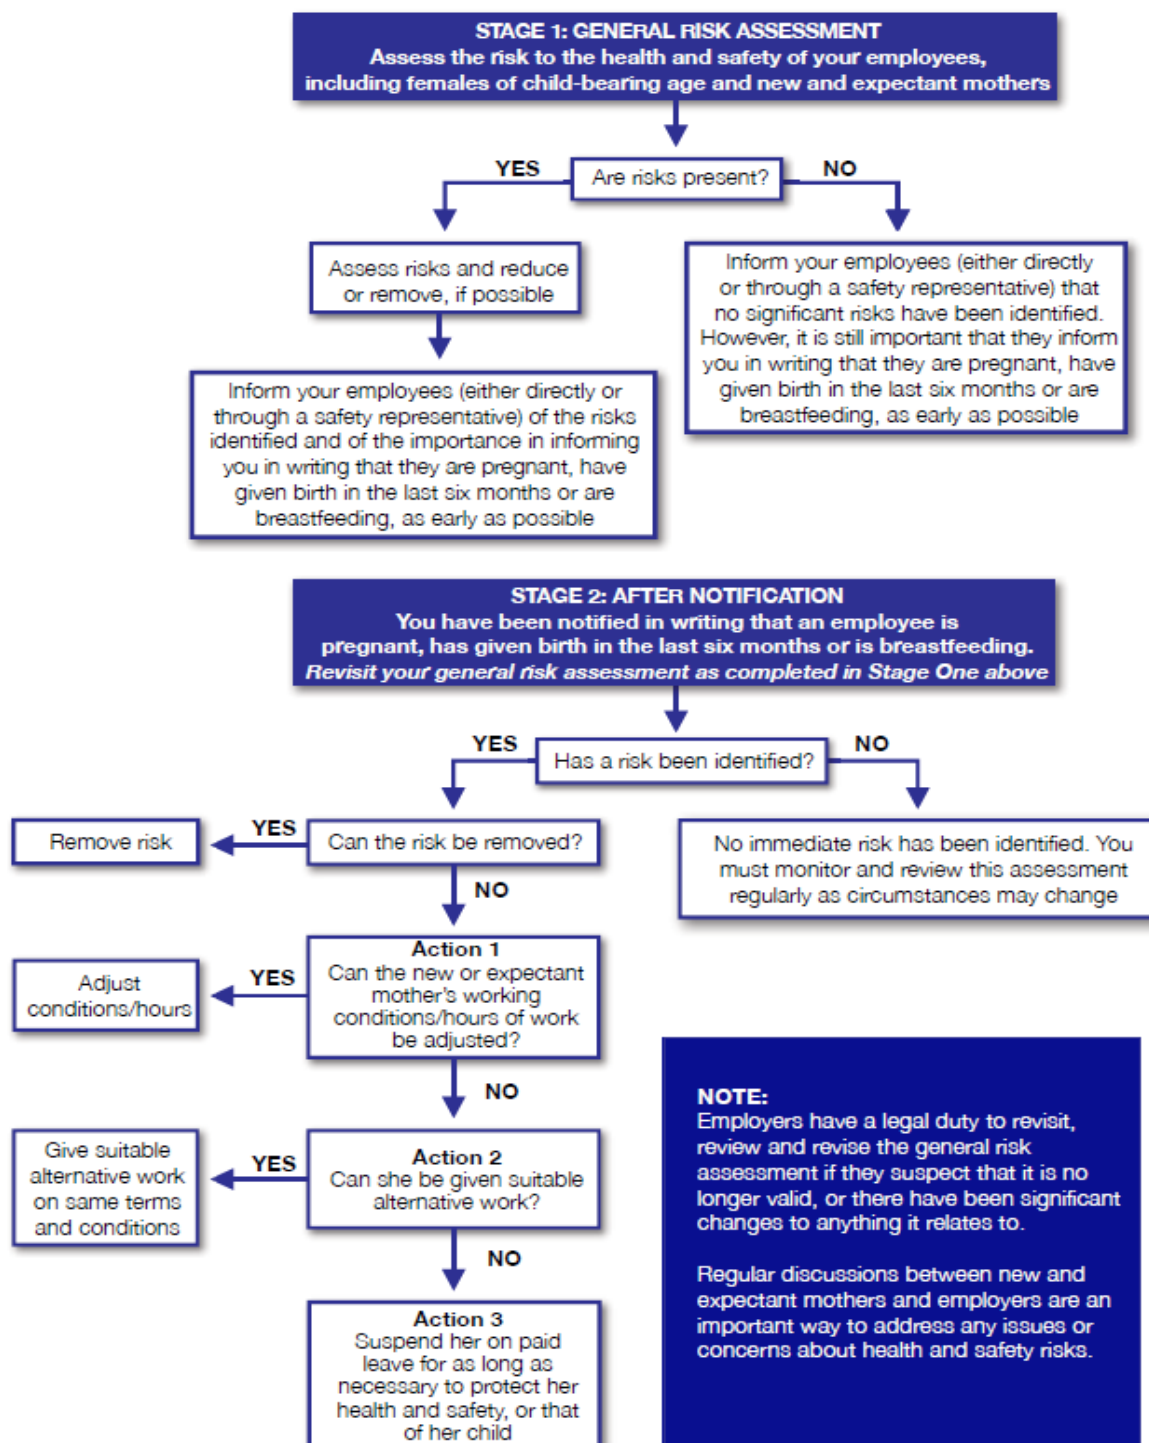 STAGE 1: GENERAL RISK ASSESSMENT
Assess the risk to the health and safety of your employees,
including females of child-bearing age and new and expectant mothers
YES
Are risks present?
NO
Assess risks and reduce
or remove, if possible
Inform your employees (either directly
or through a safety representative) that
no significant risks have been identified.
However, it is still important that they inform
you in writing that they are pregnant, have
given birth in the last six months or are
breastfeeding, as early as possible
Inform your employees (either directly or
through a safety representative) of the risks
identified and of the importance in informing
you in writing that they are pregnant, have
given birth in the last six months or are
breastfeeding, as early as possible
STAGE 2: AFTER NOTIFICATION
You have been notified in writing that an employee is
pregnant, has given birth in the last six months or is breastfeeding.
Revisit your general risk assessment as completed in Stage One above
YES
Has a risk been identified?
NO
Remove risk
YES
Can the risk be removed?
No immediate risk has been identified. You
must monitor and review this assessment
regularly as circumstances may change
NO
Adjust
conditions/hours
YES
Action 1
Can the new or expectant
mother's working
conditions/hours of work
be adjusted?
NO
Give suitable
alternative work
on same terms
and conditions
YES
Action 2
Can she be given suitable
alternative work?
NO
Action 3
Suspend her on paid
leave for as long as
necessary to protect her
health and safety, or that
of her child
NOTE:
Employers have a legal duty to revisit,
review and revise the general risk
assessment if they suspect that it is no
longer valid, or there have been significant
changes to anything it relates to.
Regular discussions between new and
expectant mothers and employers are an
important way to address any issues or
concerns about health and safety risks.